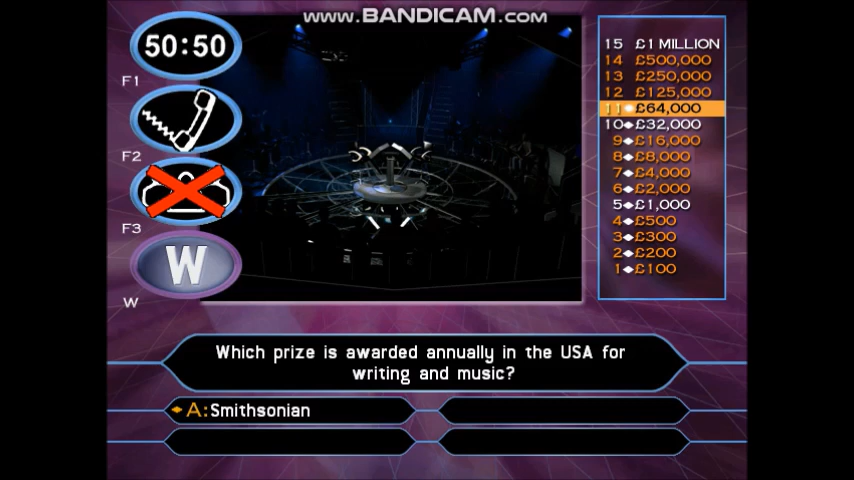 www.BANDICAM.com
50:50
F1
F2
F3
W
W
15 £1 MILLION
14 £500,000
13 £250,000
12 £125,000
11◆£64,000
10◆£32,000
9◆£16,000
8◆£8,000
7◆£4,000
6◆£2,000
5◆£1,000
4◆£500
3◆£300
2◆£200
1◆£100
Which prize is awarded annually in the USA for
writing and music?
◆A:Smithsonian